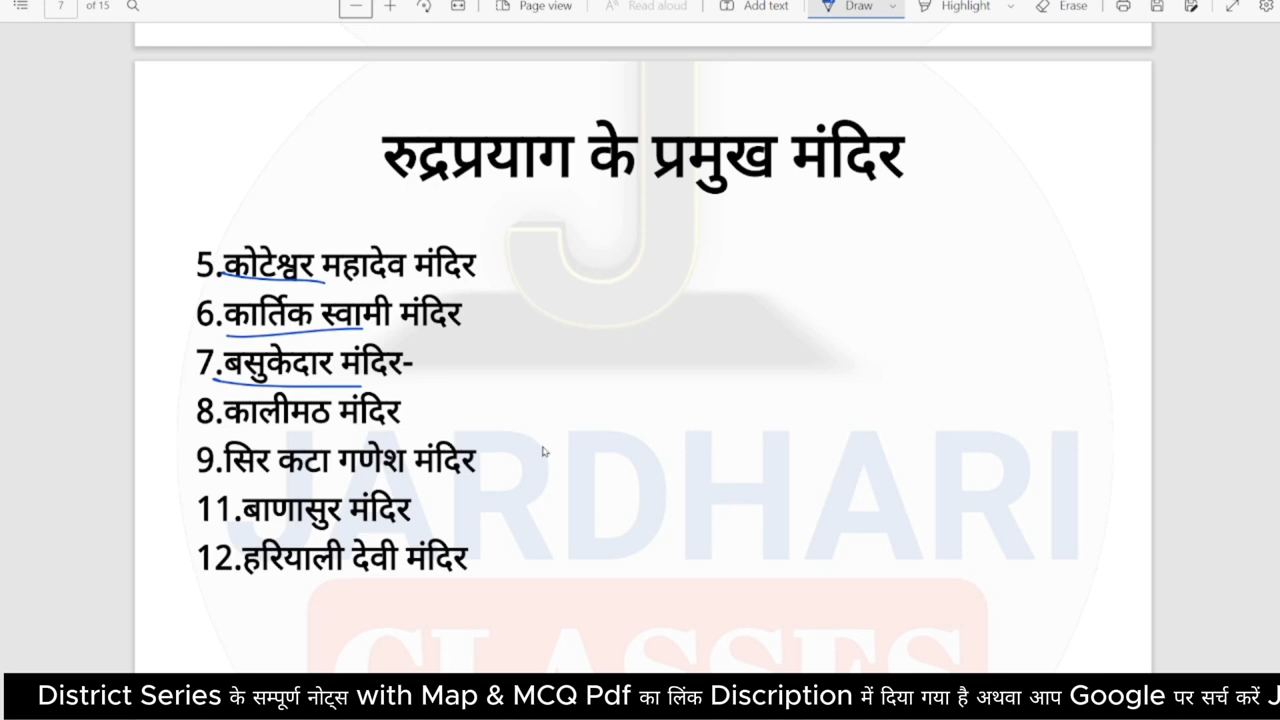 7 of 15 Page view Read aloud Add text Draw Highlight Erase
रुद्रप्रयाग के प्रमुख मंदिर
5.कोटेश्वर महादेव मंदिर
6.कार्तिक स्वामी मंदिर
7.बसुकेदार मंदिर-
8.कालीमठ मंदिर
9.सिर कटा गणेश मंदिर
11.बाणासुर मंदिर
12.हरियाली देवी मंदिर
J
JARDHARI
CLASSES
District Series के सम्पूर्ण नोट्स with Map & MCQ Pdf का लिंक Discription में दिया गया है अथवा आप Google पर सर्च करें J